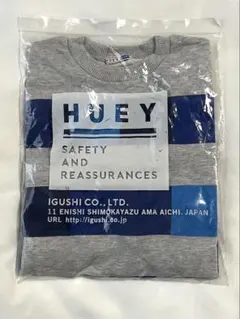 HUEY
SAFETY
AND
REASSURANCES
IGUSHI CO., LTD.
11 ENISHI SHIMOKAYAZU AMA AICHI. JAPAN
URL http://igushi.co.jp